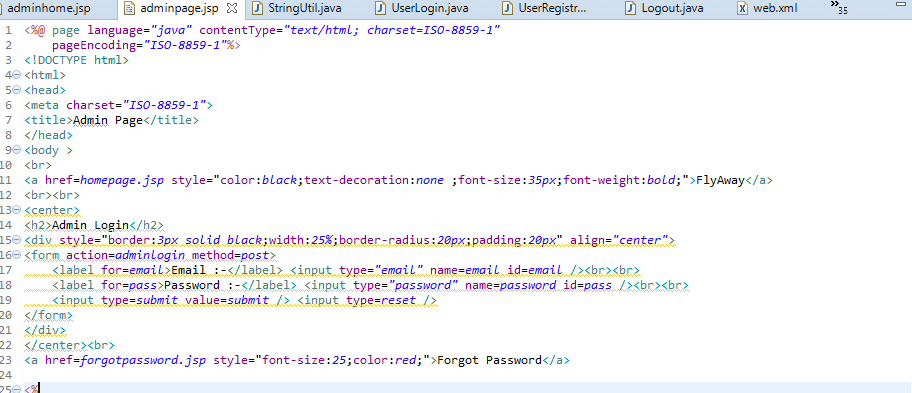 adminhome.jsp adminpage.jsp StringUtil.java UserLogin.java UserRegistr... Logout.java web.xml »35
1 <%@ page language="java" contentType="text/html; charset=ISO-8859-1"
2     pageEncoding="ISO-8859-1"%>
3 <!DOCTYPE html>
4 <html>
5 <head>
6 <meta charset="ISO-8859-1">
7 <title>Admin Page</title>
8 </head>
9 <body >
10 <br>
11 <a href=homepage.jsp style="color:black;text-decoration:none ;font-size:35px;font-weight:bold;">FlyAway</a>
12 <br><br>
13 <center>
14 <h2>Admin Login</h2>
15 <div style="border:3px solid black;width:25%;border-radius:20px;padding:20px" align="center">
16 <form action=adminlogin method=post>
17     <label for=email>Email :-</label> <input type="email" name=email id=email /><br><br>
18     <label for=pass>Password :-</label> <input type="password" name=password id=pass /><br><br>
19     <input type=submit value=submit /> <input type=reset />
20 </form>
21 </div>
22 </center><br>
23 <a href=forgotpassword.jsp style="font-size:25;color:red;">Forgot Password</a>
24
25 <%